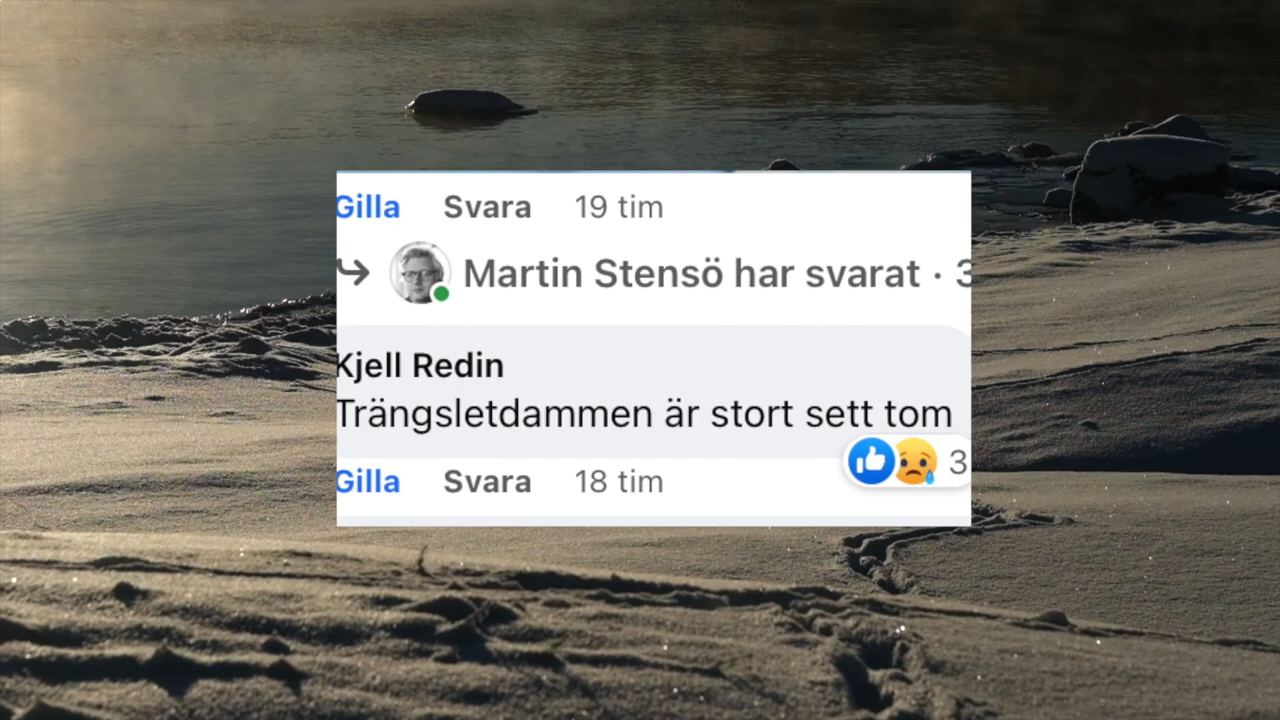 Gilla Svara 19 tim
Martin Stensö har svarat · 3
Kjell Redin
Trängsletdammen är stort sett tom
3
Gilla Svara 18 tim